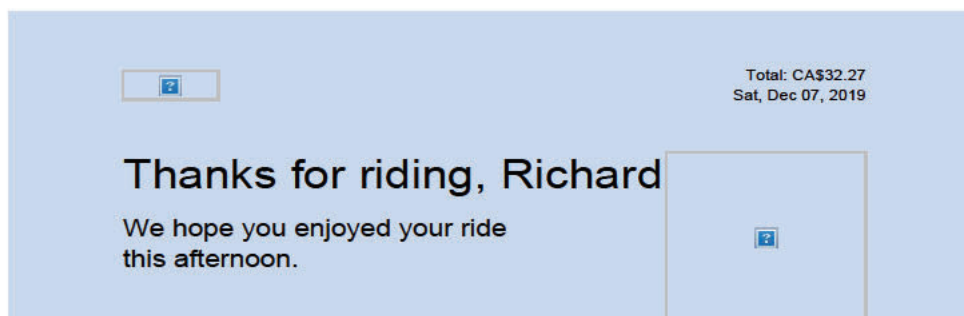 Total: CA$32.27
Sat, Dec 07, 2019
Thanks for riding, Richard
We hope you enjoyed your ride
this afternoon.